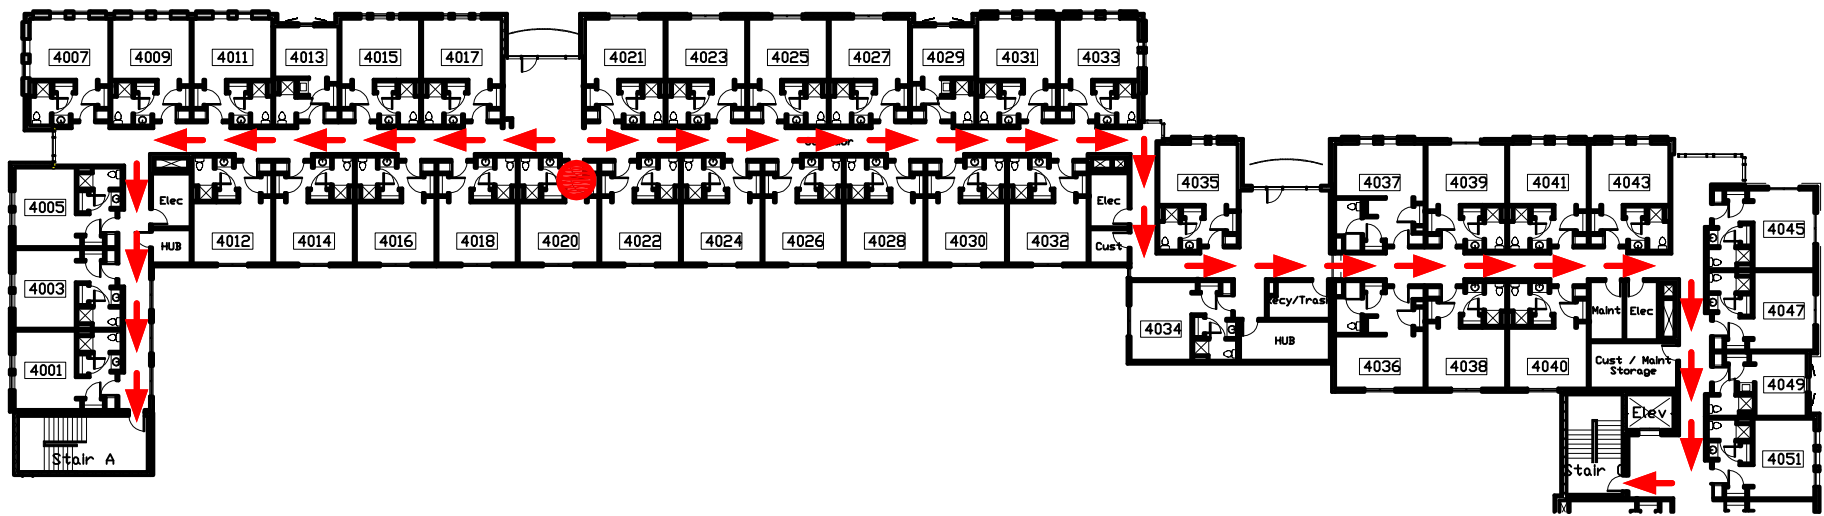 4007 4009 4011 4013 4015 4017 4021 4023 4025 4027 4029 4031 4033
4035 4037 4039 4041 4043
4005 Elec Elec 4045
4012 4014 4016 4018 4020 4022 4024 4026 4028 4030 4032
HUB Cust
4003 4047
4034 Maint Elec
HUB
4001 4036 4038 4040 Cust / Maint
Storage
4049
Elev
Stair A 4051
Stair